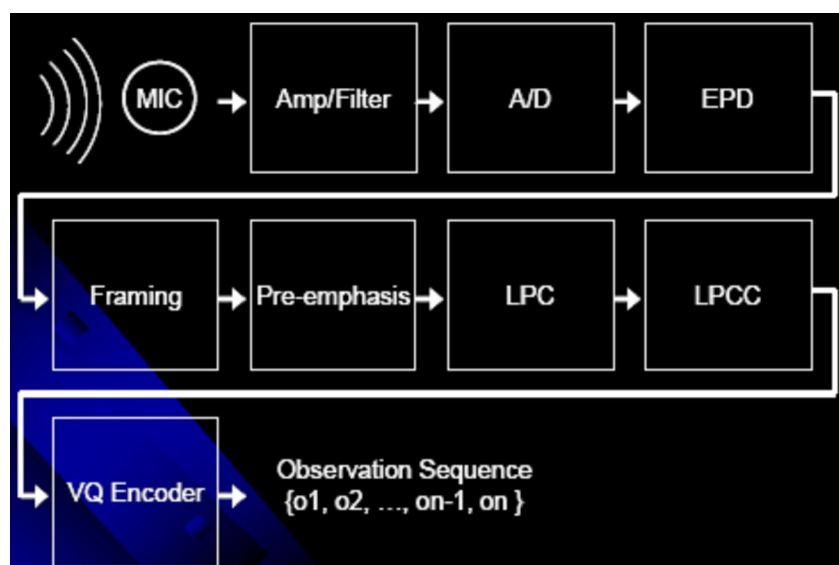 MIC
Amp/Filter
A/D
EPD
Framing
Pre-emphasis
LPC
LPCC
VQ Encoder
Observation Sequence
{o1, o2, …, on-1, on }